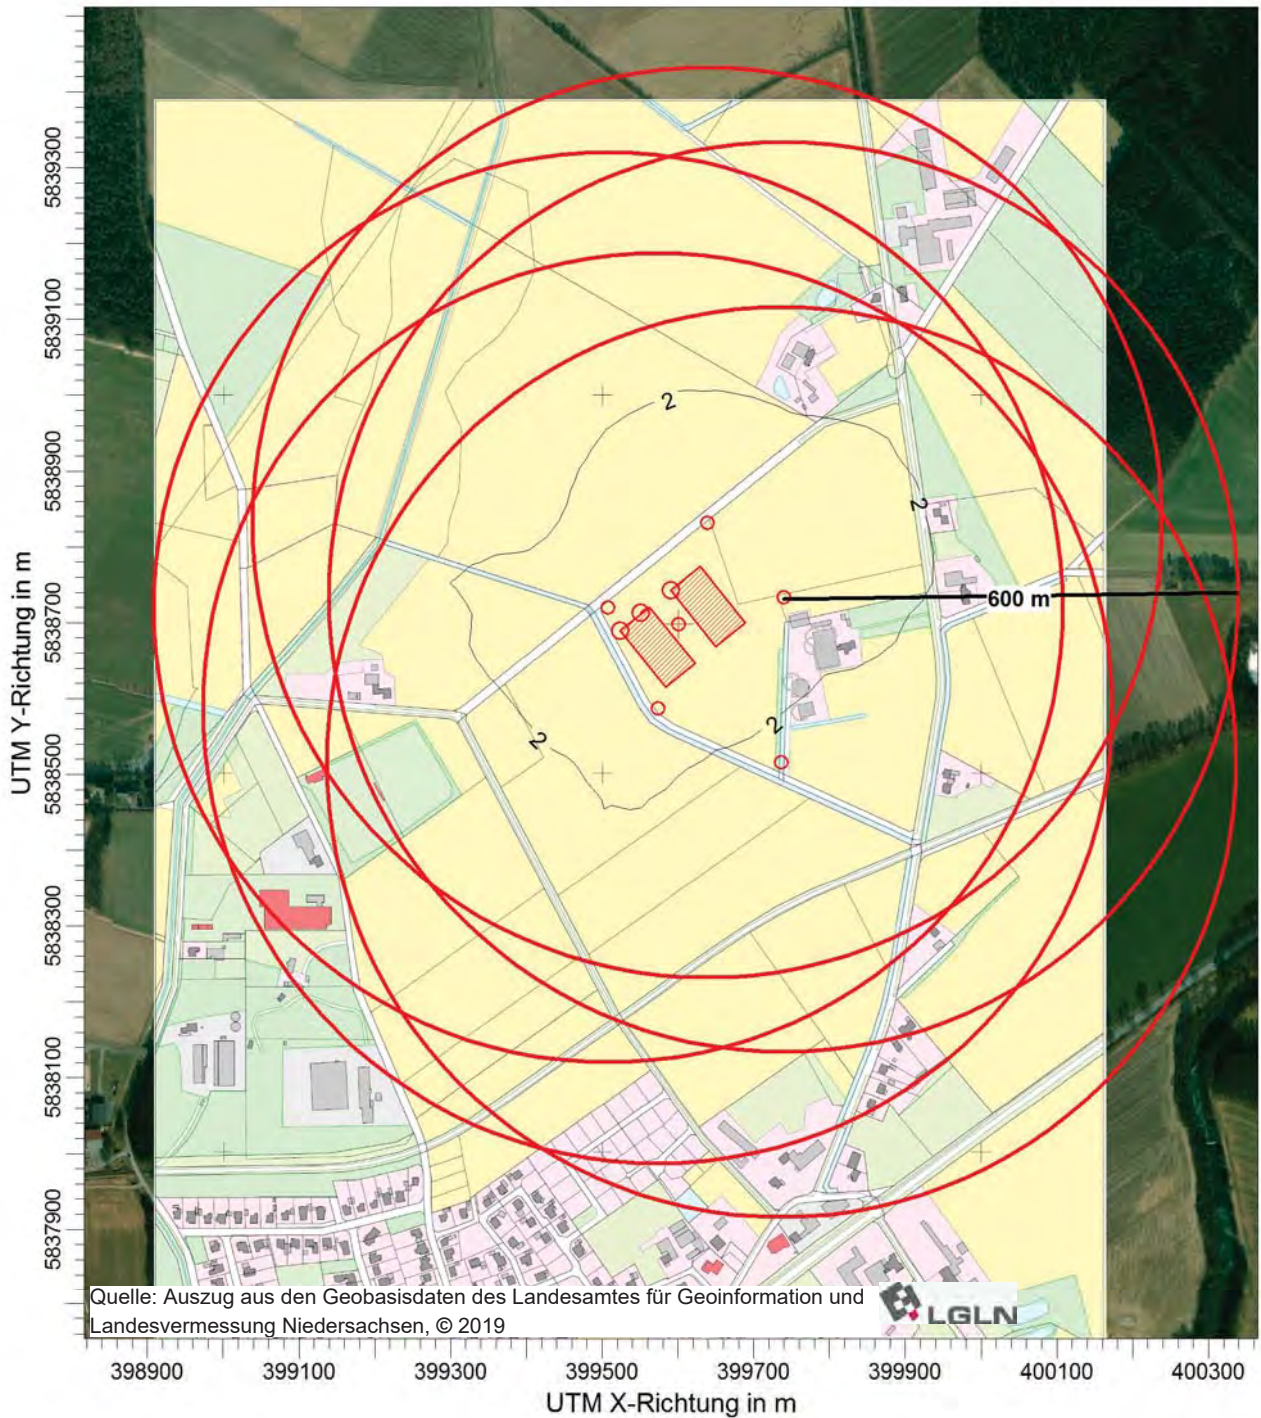 5839300
5839100
5838900
5838700
5838500
5838300
5838100
5837900
UTM Y-Richtung in m
2
2
600 m
2
2
Quelle: Auszug aus den Geobasisdaten des Landesamtes für Geoinformation und
Landesvermessung Niedersachsen, © 2019
LGLN
398900 399100 399300 399500 399700 399900 400100 400300
UTM X-Richtung in m